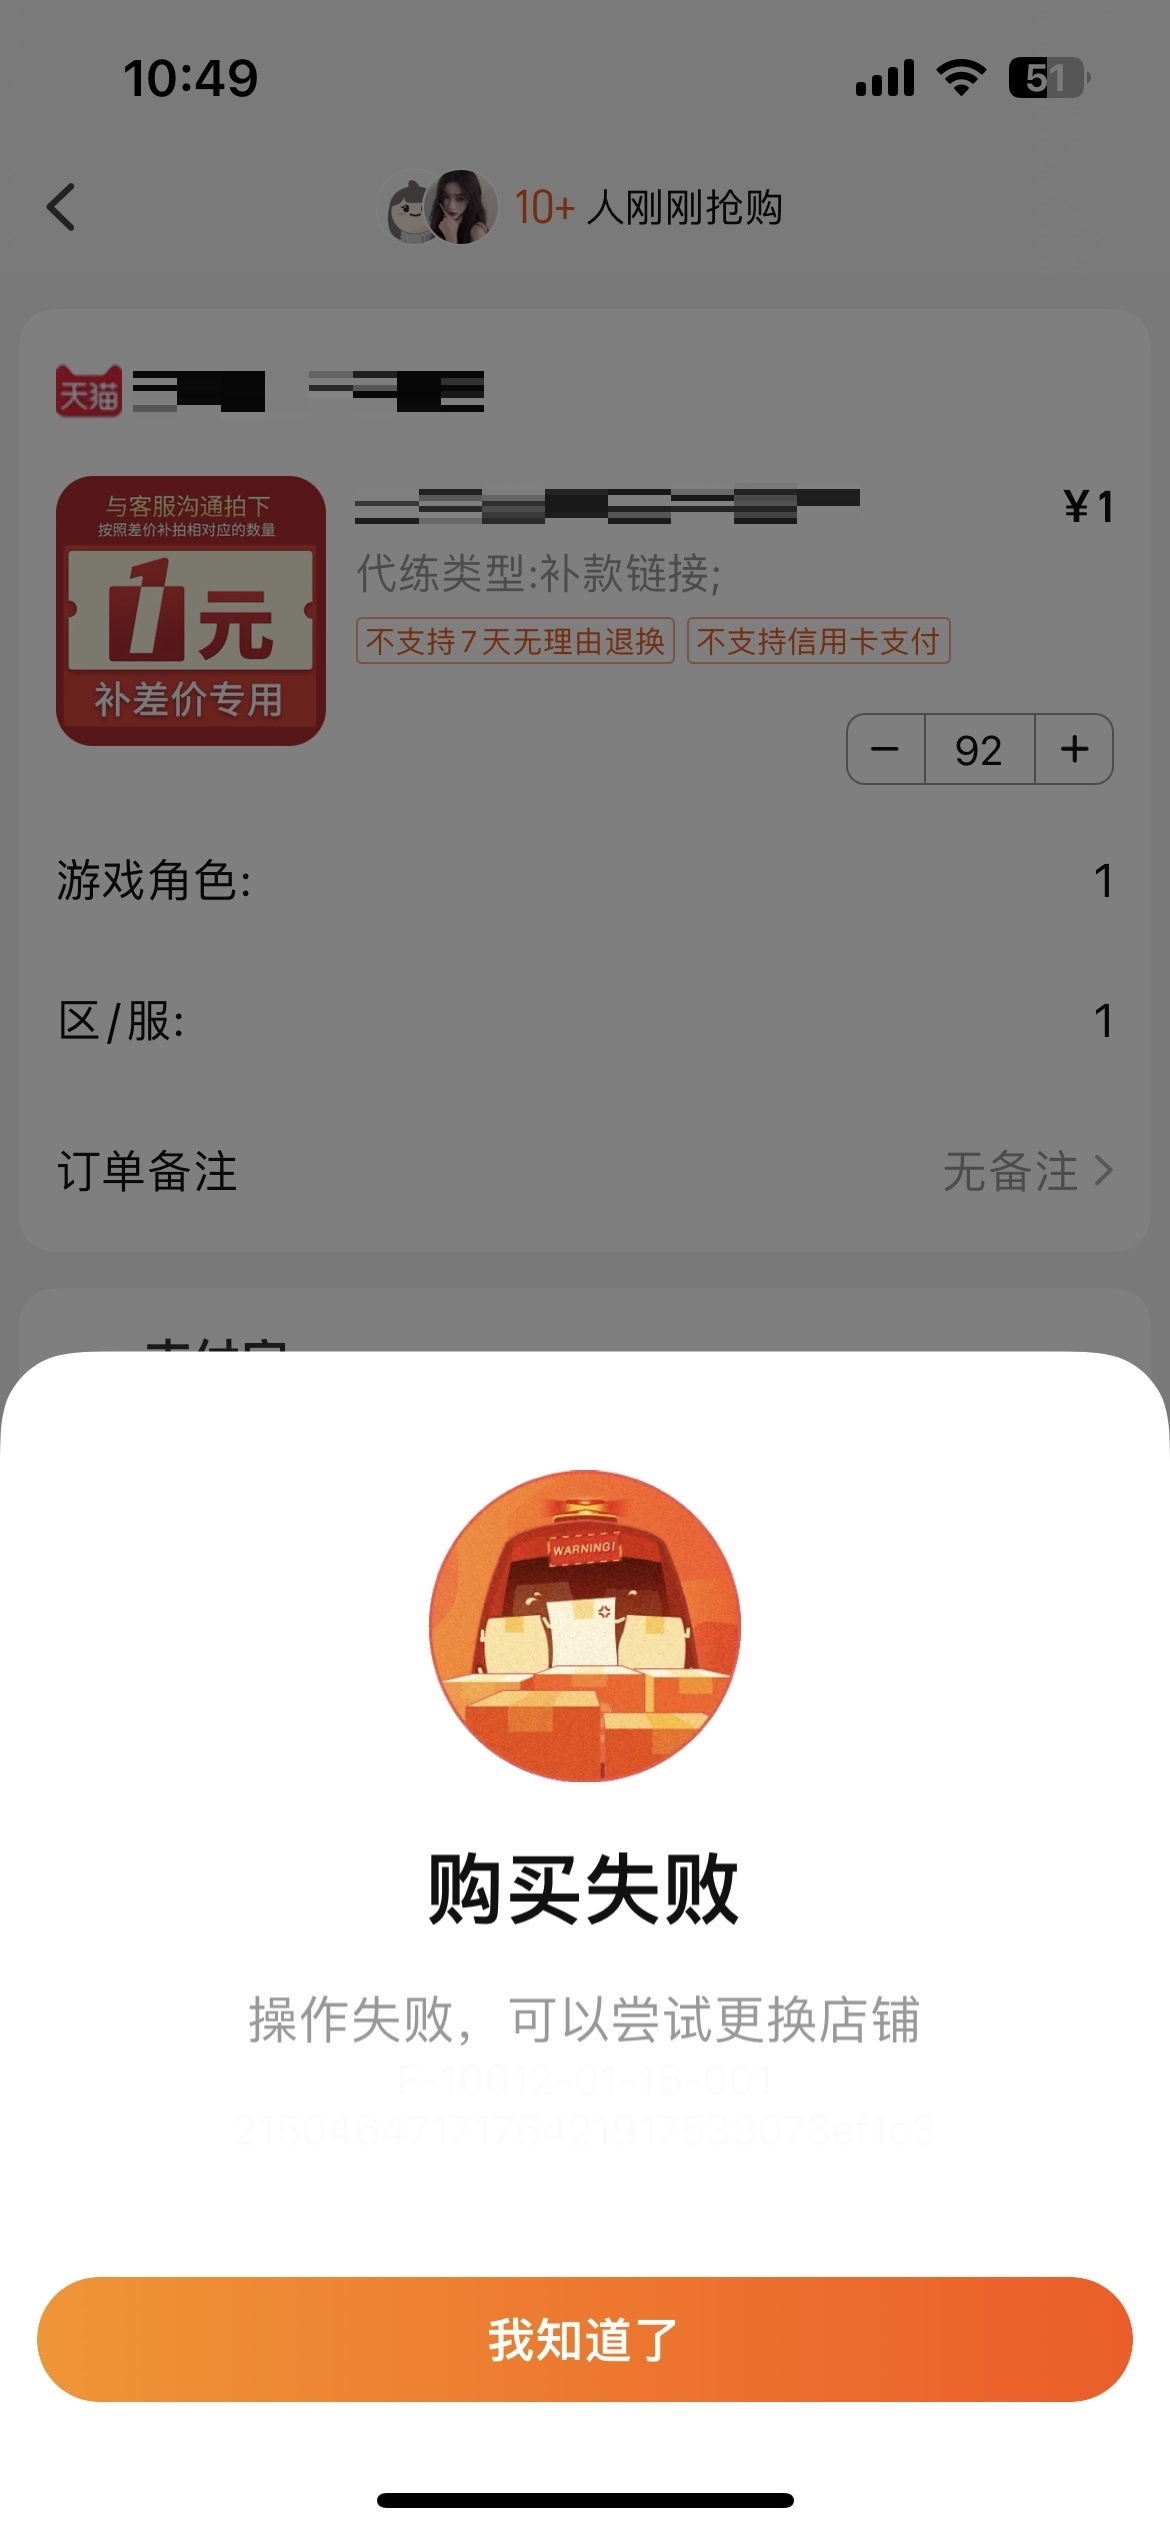 10:49
51
10+ 人刚刚抢购
天猫
与客服沟通拍下
按照差价补拍相对应的数量
1元
补差价专用
¥1
代练类型:补款链接;
不支持7天无理由退换
不支持信用卡支付
92
游戏角色:
1
区/服:
1
订单备注
无备注
支付宝
WARNING!
购买失败
操作失败，可以尝试更换店铺
F-10012-01-16-001
2150464717176421917533073ef1c3
我知道了